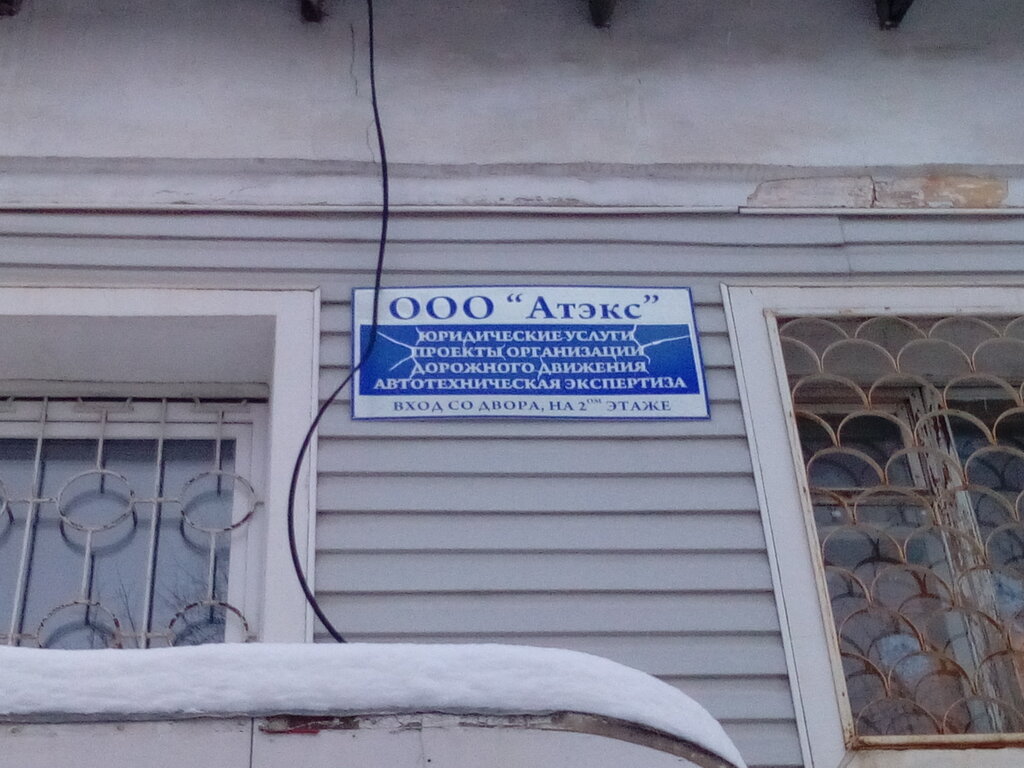 ООО “Атэкс”
ЮРИДИЧЕСКИЕ УСЛУГИ
ПРОЕКТЫ ОРГАНИЗАЦИИ
ДОРОЖНОГО ДВИЖЕНИЯ
АВТОТЕХНИЧЕСКАЯ ЭКСПЕРТИЗА
ВХОД СО ДВОРА, НА 2ОМ ЭТАЖЕ